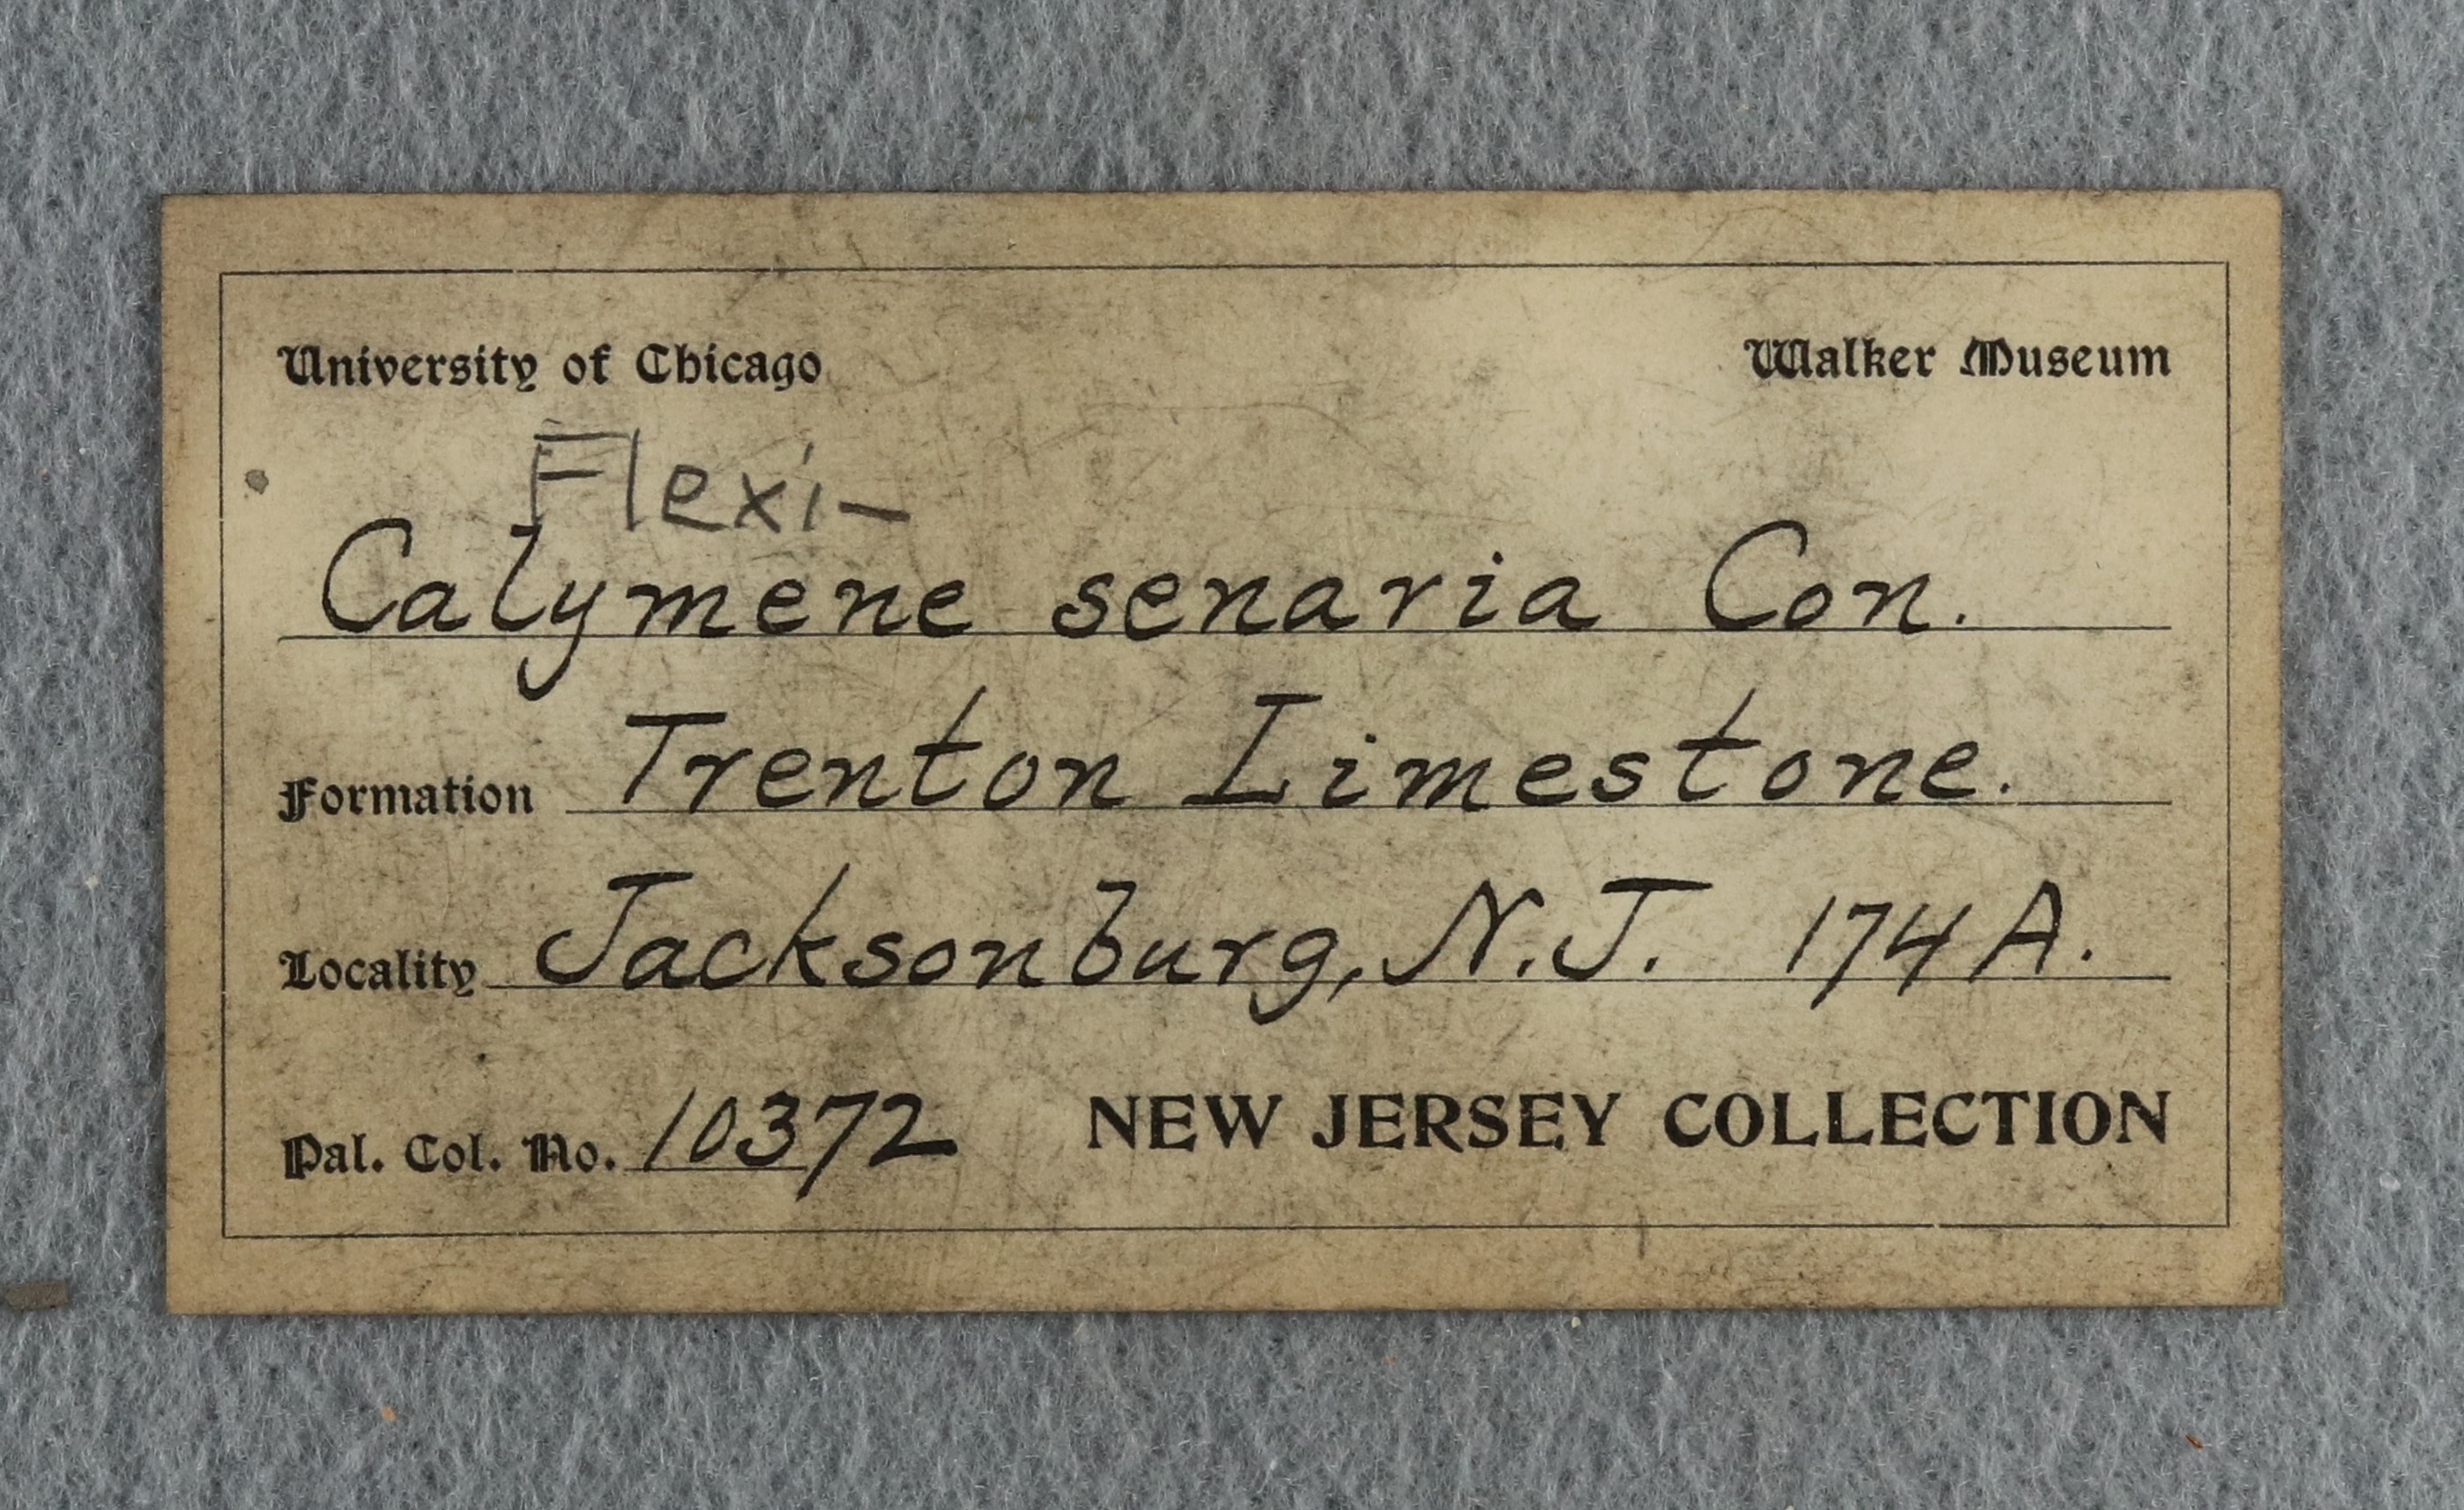 University of Chicago Walker Museum
Flexi-
Calymene senaria Con.
Formation Trenton Limestone.
Locality Jacksonburg, N.J. 174A.
Pal. Col. No. 10372 NEW JERSEY COLLECTION